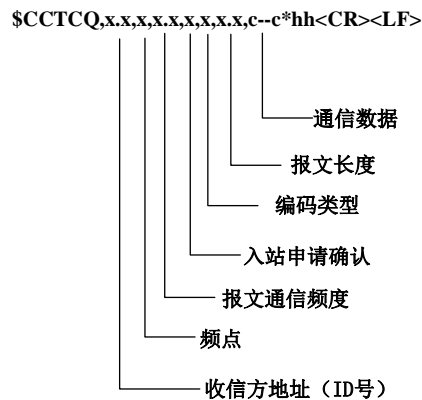 $CCTCQ,x.x,x,x.x,x,x,x.x,c--c*hh<CR><LF>
通信数据
报文长度
编码类型
入站申请确认
报文通信频度
频点
收信方地址（ID号）